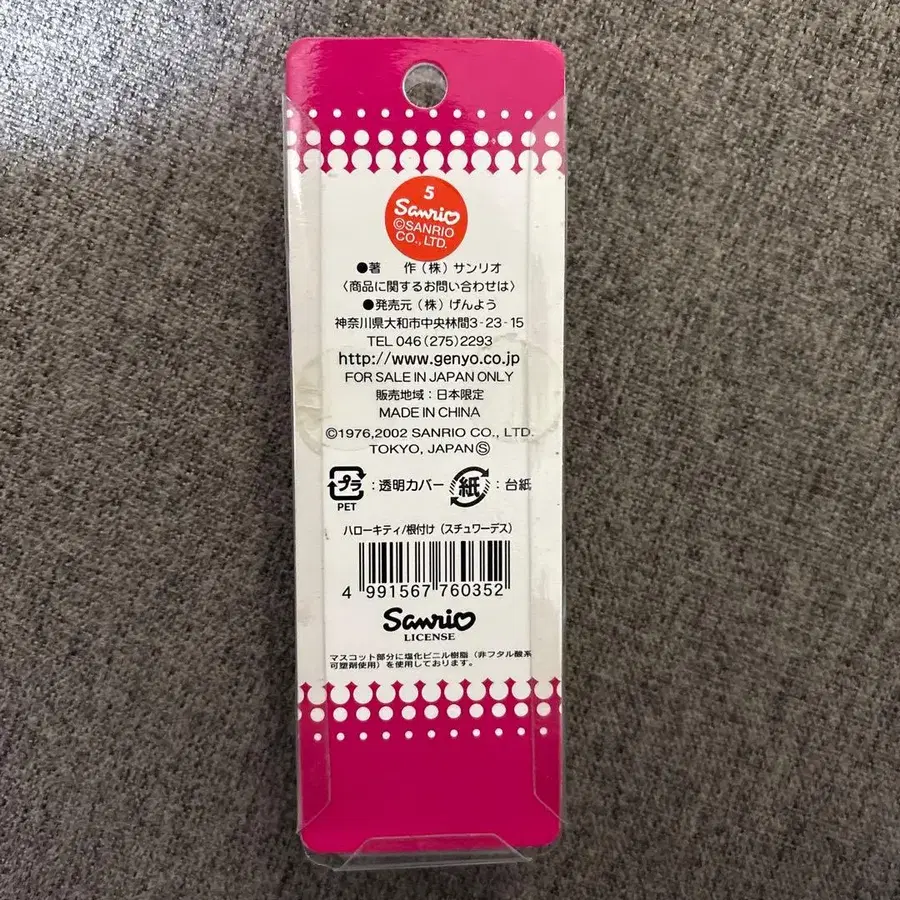 5
Sanrio
©SANRIO
CO., LTD.
●著 作（株）サンリオ
〈商品に関するお問い合わせは〉
●発売元（株）げんよう
神奈川県大和市中央林間3-23-15
TEL 046(275)2293
http://www.genyo.co.jp
FOR SALE IN JAPAN ONLY
販売地域：日本限定
MADE IN CHINA
©1976,2002 SANRIO CO., LTD.
TOKYO, JAPAN Ⓢ
プラ：透明カバー 紙：台紙
PET
ハローキティ/根付け（スチュワーデス）
4 991567 760352
Sanrio
LICENSE
マスコット部分に塩化ビニル樹脂（非フタル酸系
可塑剤使用）を使用しております。